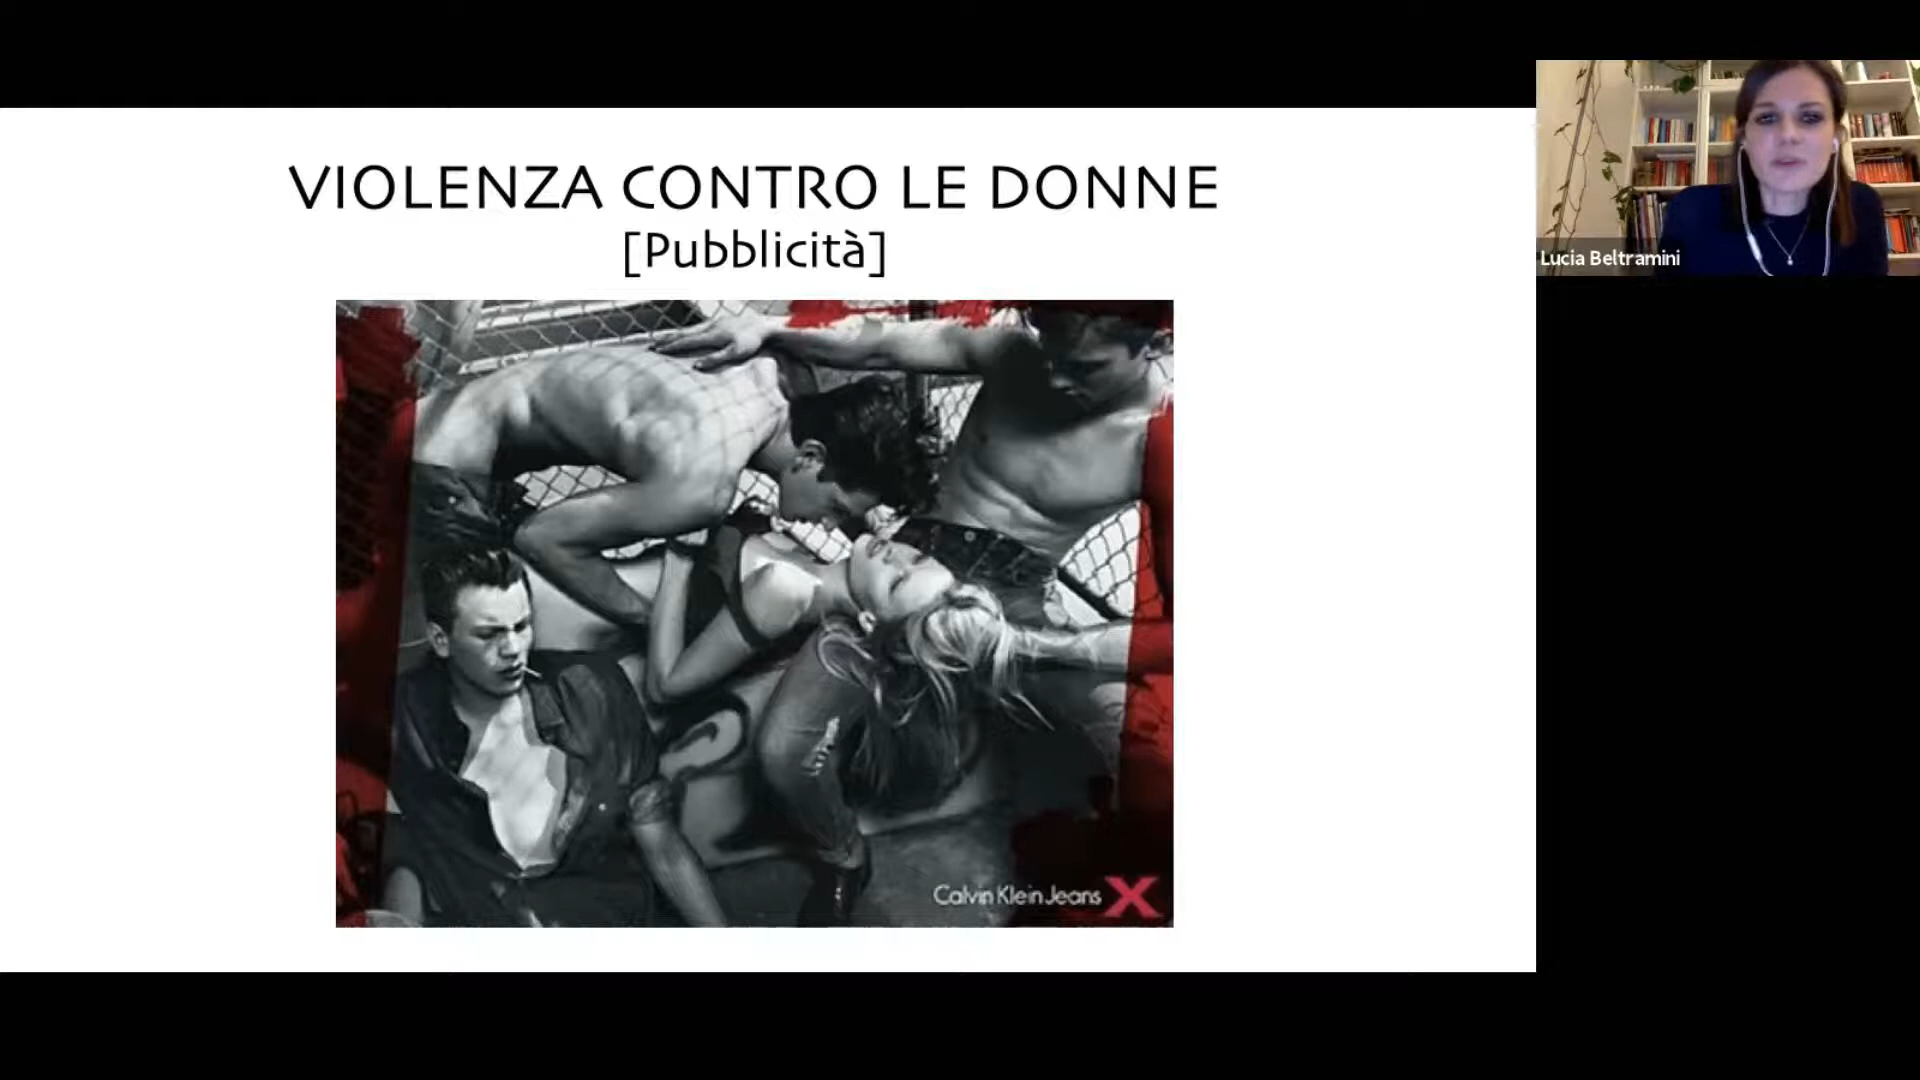 VIOLENZA CONTRO LE DONNE
[Pubblicità]
Lucia Beltramini
Calvin Klein Jeans X